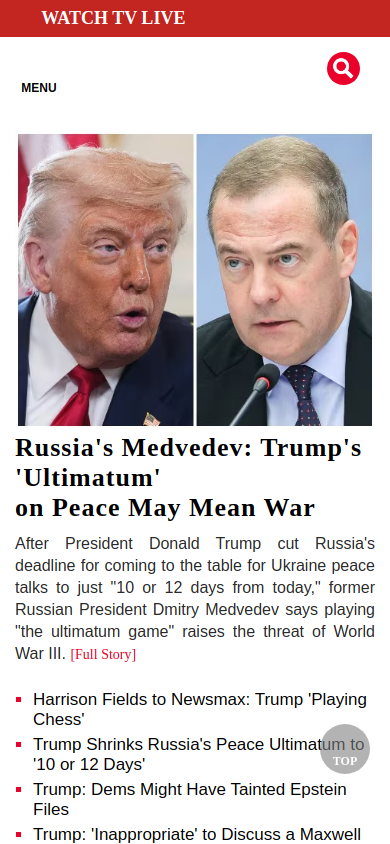 WATCH TV LIVE
MENU
Russia's Medvedev: Trump's
'Ultimatum'
on Peace May Mean War
After President Donald Trump cut Russia's
deadline for coming to the table for Ukraine peace
talks to just "10 or 12 days from today," former
Russian President Dmitry Medvedev says playing
"the ultimatum game" raises the threat of World
War III. [Full Story]
Harrison Fields to Newsmax: Trump 'Playing
Chess'
Trump Shrinks Russia's Peace Ultimatum to
'10 or 12 Days'
TOP
Trump: Dems Might Have Tainted Epstein
Files
Trump: 'Inappropriate' to Discuss a Maxwell